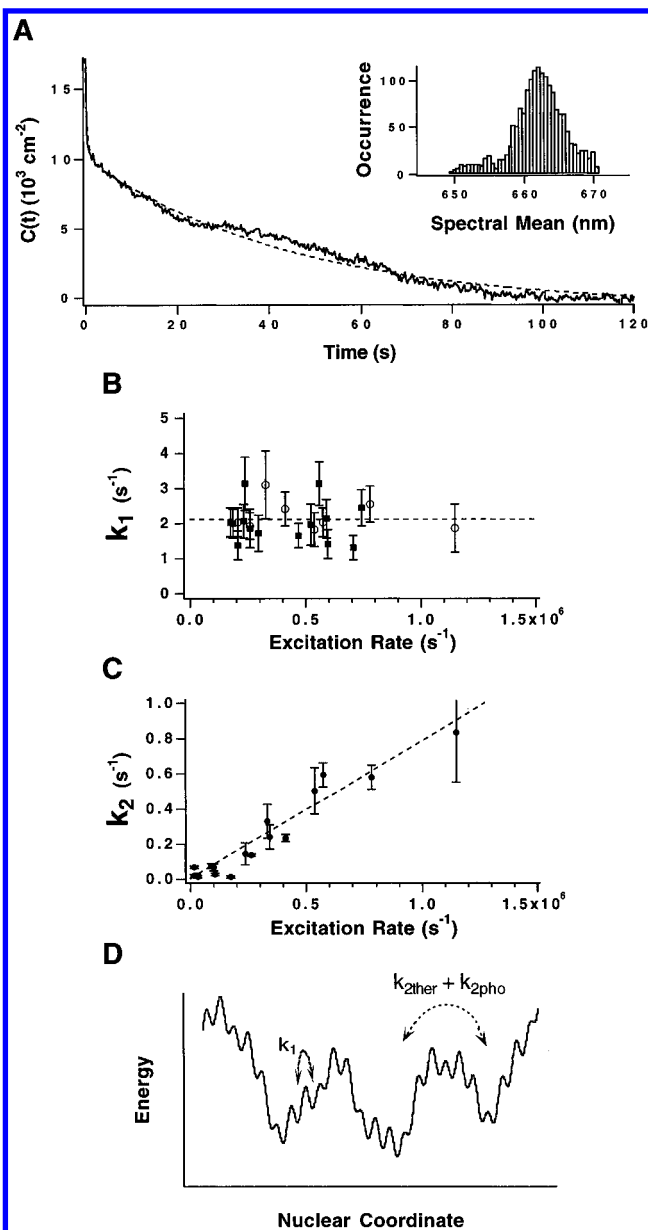 A
15
10
5
0
C(t) (10³ cm⁻²)
0 20 40 60 80 100 120
Time (s)
Occurrence
100
50
0
650 660 670
Spectral Mean (nm)
B
5
4
3
2
1
0
k₁ (s⁻¹)
0.0 0.5 1.0 1.5x10⁶
Excitation Rate (s⁻¹)
C
1.0
0.8
0.6
0.4
0.2
0.0
k₂ (s⁻¹)
0.0 0.5 1.0 1.5x10⁶
Excitation Rate (s⁻¹)
D
k₂ther + k₂pho
k₁
Energy
Nuclear Coordinate